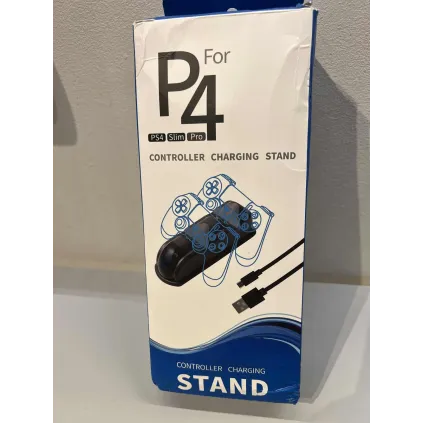 For
P4
PS4 Slim Pro
CONTROLLER CHARGING STAND
CONTROLLER CHARGING
STAND